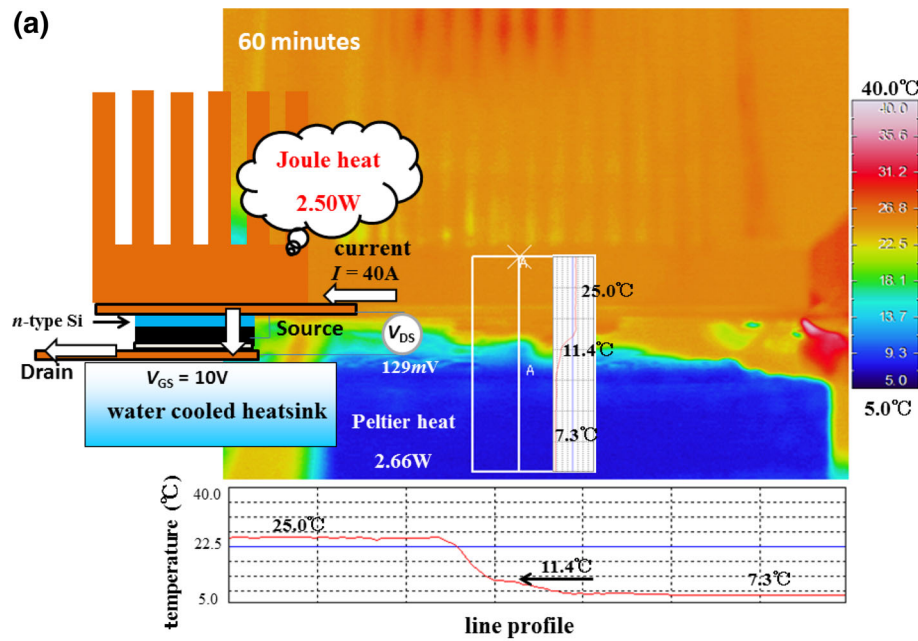 (a)
60 minutes
Joule heat
2.50W
current
I = 40A
n-type Si
Source
Drain
V_DS
129mV
V_GS = 10V
water cooled heatsink
Peltier heat
2.66W
A
A
25.0℃
11.4℃
7.3℃
40.0℃
40.0
35.6
31.2
26.8
22.5
18.1
13.7
9.3
5.0
5.0℃
temperature (℃)
40.0
22.5
5.0
25.0℃
11.4℃
7.3℃
line profile